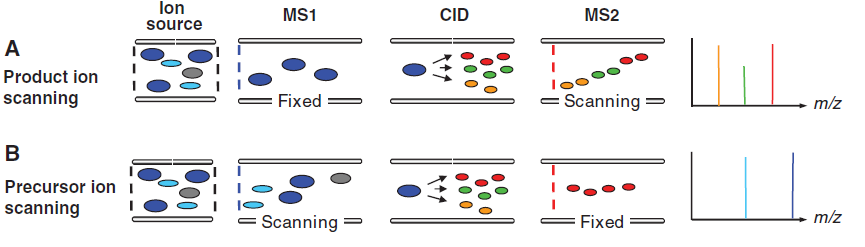 Ion
source
MS1
CID
MS2
A
Product ion
scanning
Fixed
Scanning
m/z
B
Precursor ion
scanning
Scanning
Fixed
m/z